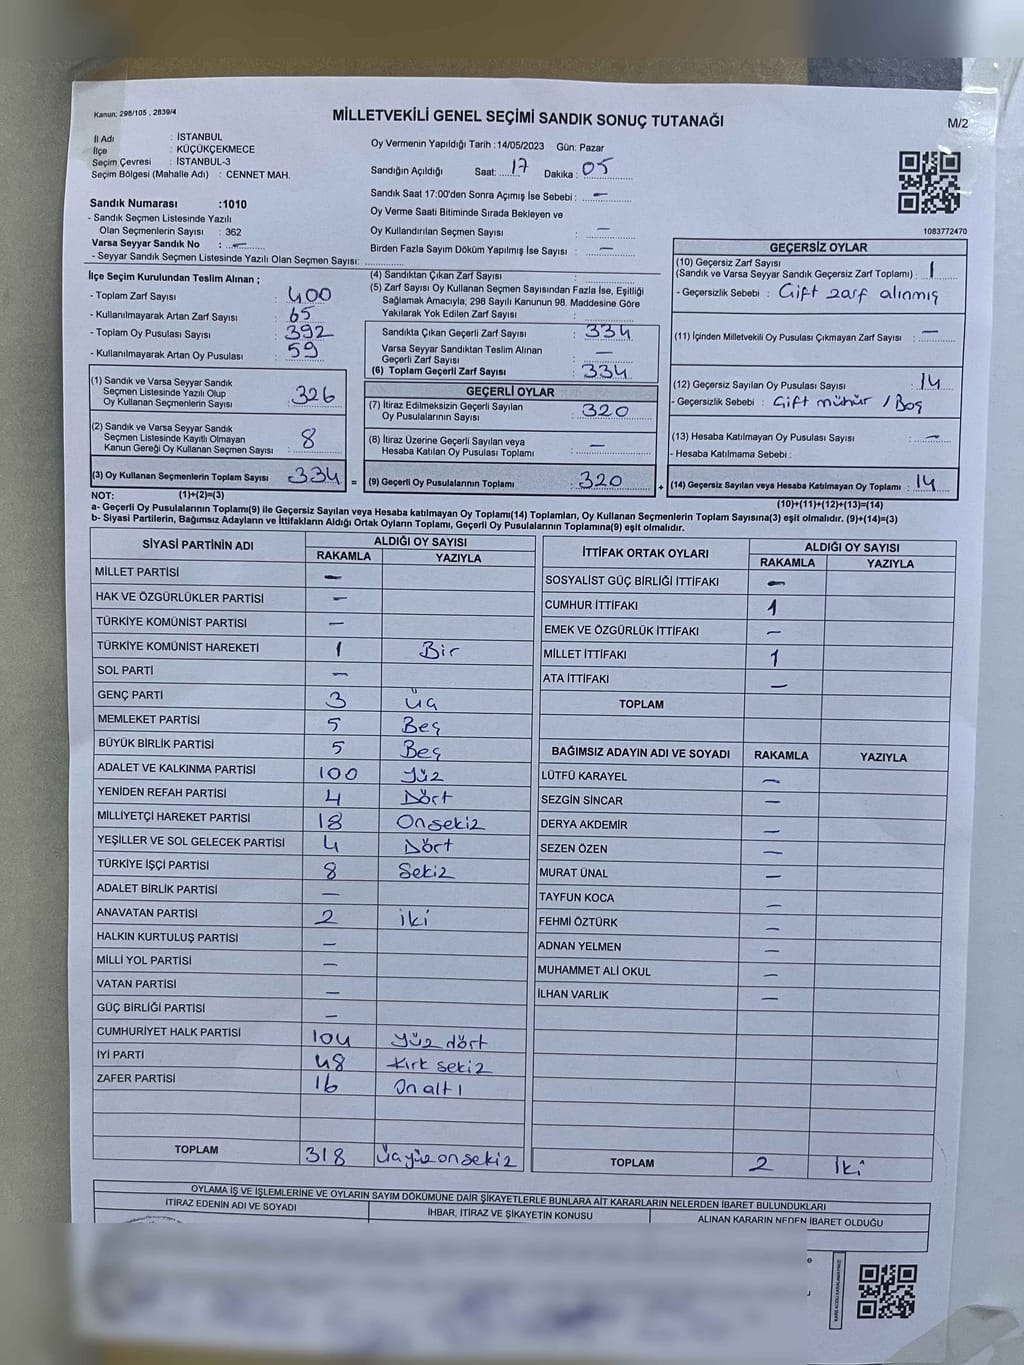 Kanun: 298/105 , 2839/4
MİLLETVEKİLİ GENEL SEÇİMİ SANDIK SONUÇ TUTANAĞI
M/2
İl Adı : İSTANBUL
İlçe : KÜÇÜKÇEKMECE
Seçim Çevresi : İSTANBUL-3
Seçim Bölgesi (Mahalle Adı) : CENNET MAH.
Oy Vermenin Yapıldığı Tarih :14/05/2023 Gün: Pazar
Sandığın Açıldığı Saat: 17 Dakika : 05
Sandık Saat 17:00'den Sonra Açımış İse Sebebi : –
Oy Verme Saati Bitiminde Sırada Bekleyen ve
Oy Kullandırılan Seçmen Sayısı : –
Birden Fazla Sayım Döküm Yapılmış İse Sayısı : –
1083772470
Sandık Numarası :1010
- Sandık Seçmen Listesinde Yazılı
Olan Seçmenlerin Sayısı : 362
Varsa Seyyar Sandık No : –
- Seyyar Sandık Seçmen Listesinde Yazılı Olan Seçmen Sayısı:
İlçe Seçim Kurulundan Teslim Alınan ;
- Toplam Zarf Sayısı : 400
- Kullanılmayarak Artan Zarf Sayısı : 65
- Toplam Oy Pusulası Sayısı : 392
- Kullanılmayarak Artan Oy Pusulası : 59
(1) Sandık ve Varsa Seyyar Sandık
Seçmen Listesinde Yazılı Olup
Oy Kullanan Seçmenlerin Sayısı : 326
(2) Sandık ve Varsa Seyyar Sandık
Seçmen Listesinde Kayıtlı Olmayan
Kanun Gereği Oy Kullanan Seçmen Sayısı : 8
(3) Oy Kullanan Seçmenlerin Toplam Sayısı : 334 =
(4) Sandıktan Çıkan Zarf Sayısı :
(5) Zarf Sayısı Oy Kullanan Seçmen Sayısından Fazla İse, Eşitliği
Sağlamak Amacıyla; 298 Sayılı Kanunun 98. Maddesine Göre
Yakılarak Yok Edilen Zarf Sayısı :
Sandıkta Çıkan Geçerli Zarf Sayısı : 334
Varsa Seyyar Sandıktan Teslim Alınan
Geçerli Zarf Sayısı : –
(6) Toplam Geçerli Zarf Sayısı : 334
GEÇERLİ OYLAR
(7) İtiraz Edilmeksizin Geçerli Sayılan
Oy Pusulalarının Sayısı : 320
(8) İtiraz Üzerine Geçerli Sayılan veya
Hesaba Katılan Oy Pusulası Toplamı : –
(9) Geçerli Oy Pusulalarının Toplamı : 320 +
GEÇERSİZ OYLAR
(10) Geçersiz Zarf Sayısı
(Sandık ve Varsa Seyyar Sandık Geçersiz Zarf Toplamı) : 1
- Geçersizlik Sebebi : Çift zarf alınmış
(11) İçinden Milletvekili Oy Pusulası Çıkmayan Zarf Sayısı : –
(12) Geçersiz Sayılan Oy Pusulası Sayısı : 14
- Geçersizlik Sebebi : Çift mühür / Boş
(13) Hesaba Katılmayan Oy Pusulası Sayısı : –
- Hesaba Katılmama Sebebi :
(14) Geçersiz Sayılan veya Hesaba Katılmayan Oy Toplamı : 14
NOT: (1)+(2)=(3)
(10)+(11)+(12)+(13)=(14)
a- Geçerli Oy Pusulalarının Toplamı(9) ile Geçersiz Sayılan veya Hesaba katılmayan Oy Toplamı(14) Toplamları, Oy Kullanan Seçmenlerin Toplam Sayısına(3) eşit olmalıdır. (9)+(14)=(3)
b- Siyasi Partilerin, Bağımsız Adayların ve İttifakların Aldığı Ortak Oyların Toplamı, Geçerli Oy Pusulalarının Toplamına(9) eşit olmalıdır.
SİYASİ PARTİNİN ADI
ALDIĞI OY SAYISI
RAKAMLA YAZIYLA
MİLLET PARTİSİ –
HAK VE ÖZGÜRLÜKLER PARTİSİ –
TÜRKİYE KOMÜNİST PARTİSİ –
TÜRKİYE KOMÜNİST HAREKETİ 1 Bir
SOL PARTİ –
GENÇ PARTİ 3 Üç
MEMLEKET PARTİSİ 5 Beş
BÜYÜK BİRLİK PARTİSİ 5 Beş
ADALET VE KALKINMA PARTİSİ 100 Yüz
YENİDEN REFAH PARTİSİ 4 Dört
MİLLİYETÇİ HAREKET PARTİSİ 18 Onsekiz
YEŞİLLER VE SOL GELECEK PARTİSİ 4 Dört
TÜRKİYE İŞÇİ PARTİSİ 8 Sekiz
ADALET BİRLİK PARTİSİ –
ANAVATAN PARTİSİ 2 iki
HALKIN KURTULUŞ PARTİSİ –
MİLLİ YOL PARTİSİ –
VATAN PARTİSİ –
GÜÇ BİRLİĞİ PARTİSİ –
CUMHURİYET HALK PARTİSİ 104 Yüz dört
İYİ PARTİ 48 Kırk sekiz
ZAFER PARTİSİ 16 On altı
TOPLAM 318 Üçyüzonsekiz
İTTİFAK ORTAK OYLARI
ALDIĞI OY SAYISI
RAKAMLA YAZIYLA
SOSYALİST GÜÇ BİRLİĞİ İTTİFAKI –
CUMHUR İTTİFAKI 1
EMEK VE ÖZGÜRLÜK İTTİFAKI –
MİLLET İTTİFAKI 1
ATA İTTİFAKI –
TOPLAM
BAĞIMSIZ ADAYIN ADI VE SOYADI RAKAMLA YAZIYLA
LÜTFÜ KARAYEL –
SEZGİN SİNCAR –
DERYA AKDEMİR –
SEZEN ÖZEN –
MURAT ÜNAL –
TAYFUN KOCA –
FEHMİ ÖZTÜRK –
ADNAN YELMEN –
MUHAMMET ALİ OKUL –
İLHAN VARLIK –
TOPLAM 2 İki
OYLAMA İŞ VE İŞLEMLERİNE VE OYLARIN SAYIM DÖKÜMÜNE DAİR ŞİKAYETLERLE BUNLARA AİT KARARLARIN NELERDEN İBARET BULUNDUKLARI
İTİRAZ EDENİN ADI VE SOYADI
İHBAR, İTİRAZ VE ŞİKAYETİN KONUSU
ALINAN KARARIN NEDEN İBARET OLDUĞU